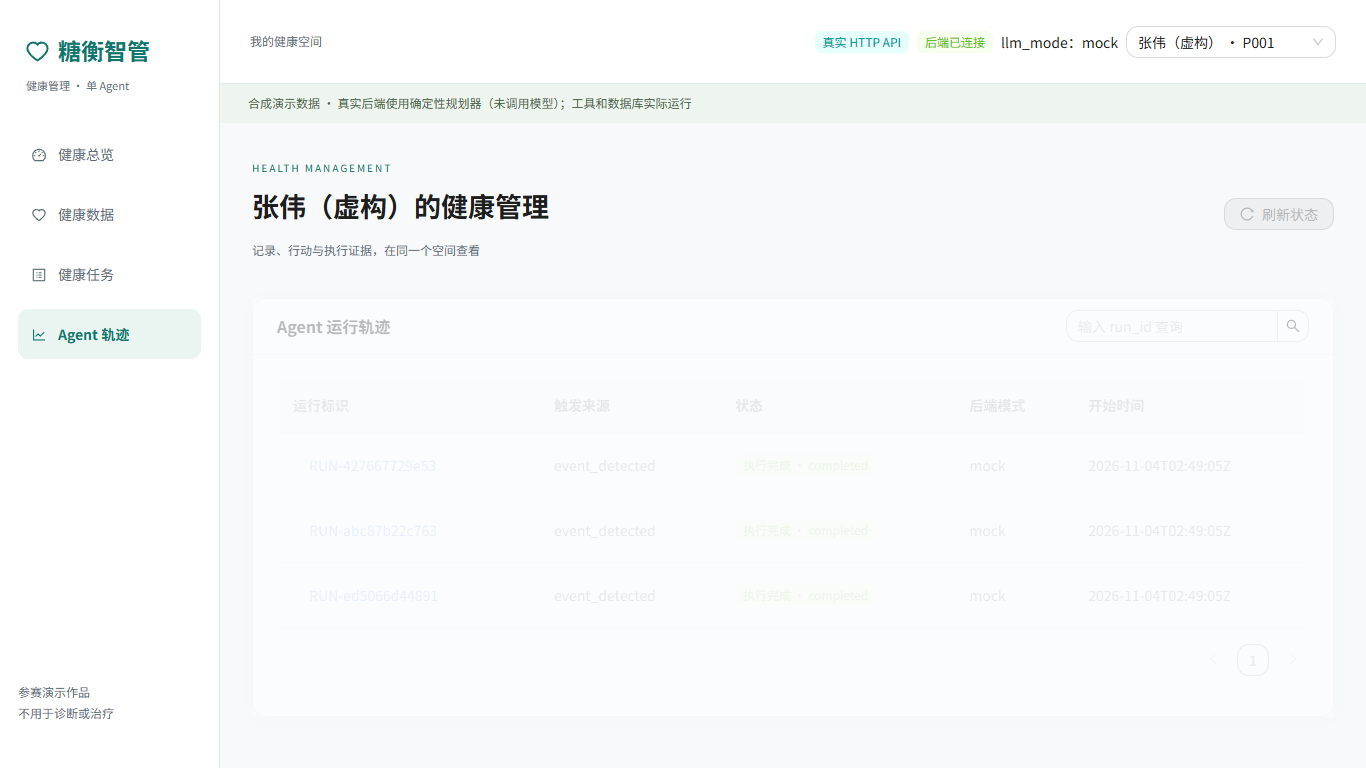 糖衡智管
健康管理 · 单 Agent
健康总览
健康数据
健康任务
Agent 轨迹
参赛演示作品
不用于诊断或治疗
我的健康空间
真实 HTTP API
后端已连接
llm_mode：mock
张伟（虚构） · P001
合成演示数据 · 真实后端使用确定性规划器（未调用模型）；工具和数据库实际运行
HEALTH MANAGEMENT
张伟（虚构）的健康管理
刷新状态
记录、行动与执行证据，在同一个空间查看
Agent 运行轨迹
输入 run_id 查询
运行标识 触发来源 状态 后端模式 开始时间
RUN-427667729e53 event_detected 执行完成 · completed mock 2026-11-04T02:49:05Z
RUN-abc87b22c763 event_detected 执行完成 · completed mock 2026-11-04T02:49:05Z
RUN-ed5066d44891 event_detected 执行完成 · completed mock 2026-11-04T02:49:05Z
1